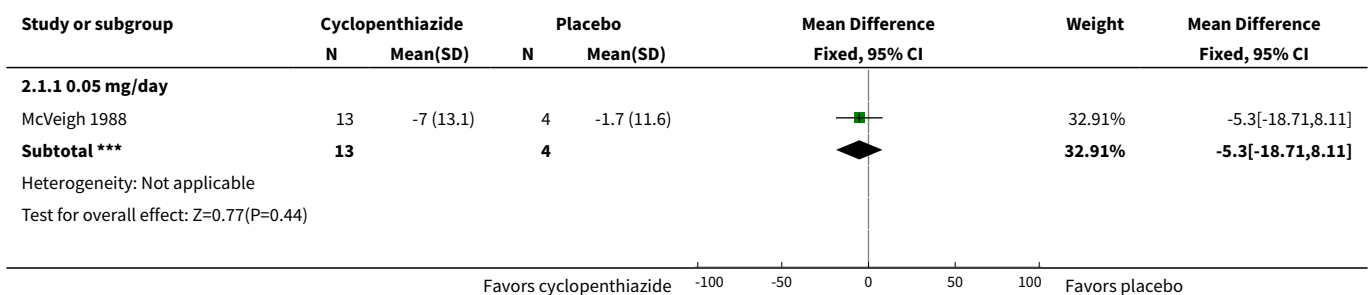 Study or subgroup Cyclopenthiazide Placebo Mean Difference Weight Mean Difference
N Mean(SD) N Mean(SD) Fixed, 95% CI Fixed, 95% CI
2.1.1 0.05 mg/day
McVeigh 1988 13 -7 (13.1) 4 -1.7 (11.6) 32.91% -5.3[-18.71,8.11]
Subtotal *** 13 4 32.91% -5.3[-18.71,8.11]
Heterogeneity: Not applicable
Test for overall effect: Z=0.77(P=0.44)
Favors cyclopenthiazide -100 -50 0 50 100 Favors placebo